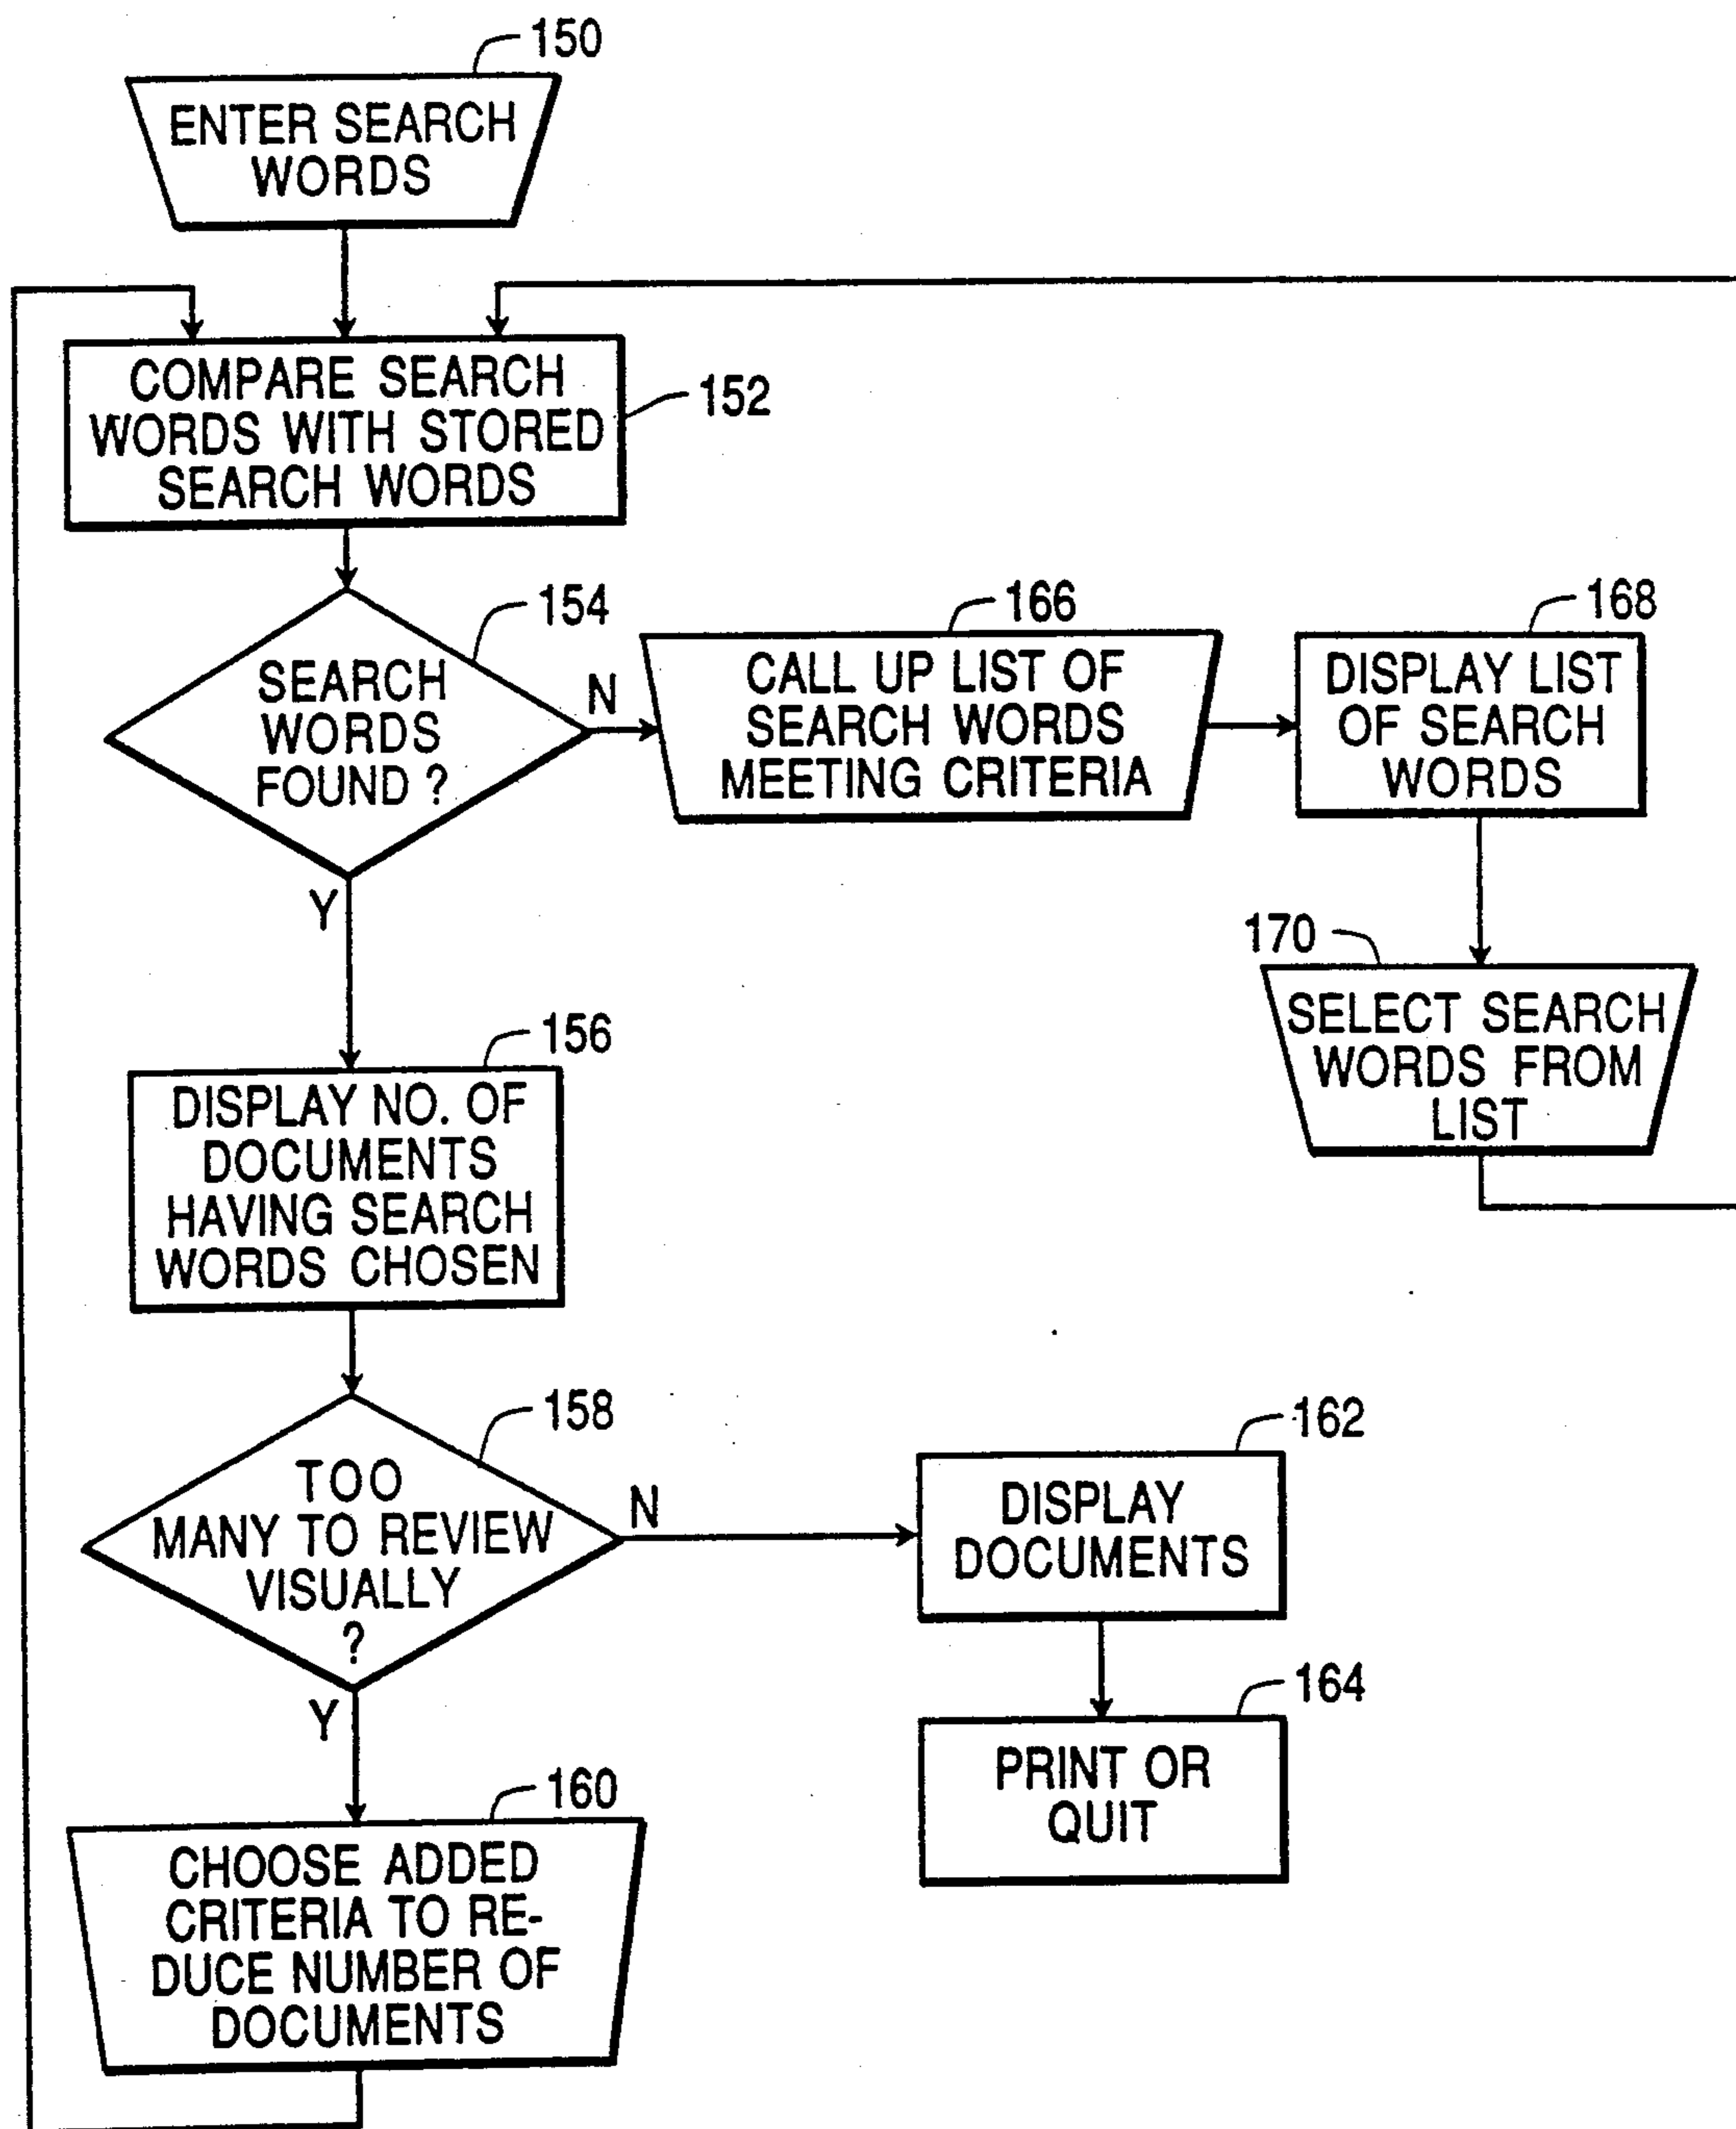 150
ENTER SEARCH
WORDS
COMPARE SEARCH
WORDS WITH STORED
SEARCH WORDS
152
154
SEARCH
WORDS
FOUND ?
N
Y
166
CALL UP LIST OF
SEARCH WORDS
MEETING CRITERIA
168
DISPLAY LIST
OF SEARCH
WORDS
170
SELECT SEARCH
WORDS FROM
LIST
156
DISPLAY NO. OF
DOCUMENTS
HAVING SEARCH
WORDS CHOSEN
158
TOO
MANY TO REVIEW
VISUALLY
?
N
Y
162
DISPLAY
DOCUMENTS
164
PRINT OR
QUIT
160
CHOOSE ADDED
CRITERIA TO RE-
DUCE NUMBER OF
DOCUMENTS